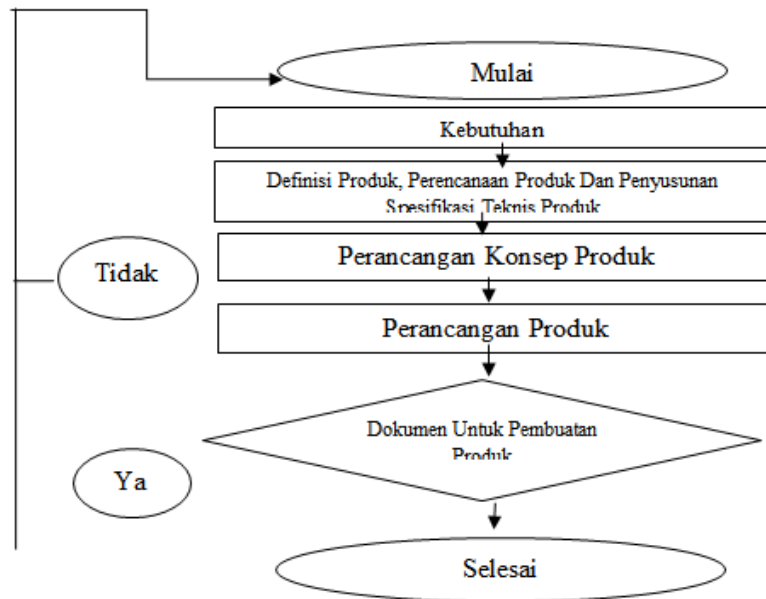 Mulai
Kebutuhan
Definisi Produk, Perencanaan Produk Dan Penyusunan
Spesifikasi Teknis Produk
Tidak
Perancangan Konsep Produk
Perancangan Produk
Dokumen Untuk Pembuatan
Produk
Ya
Selesai